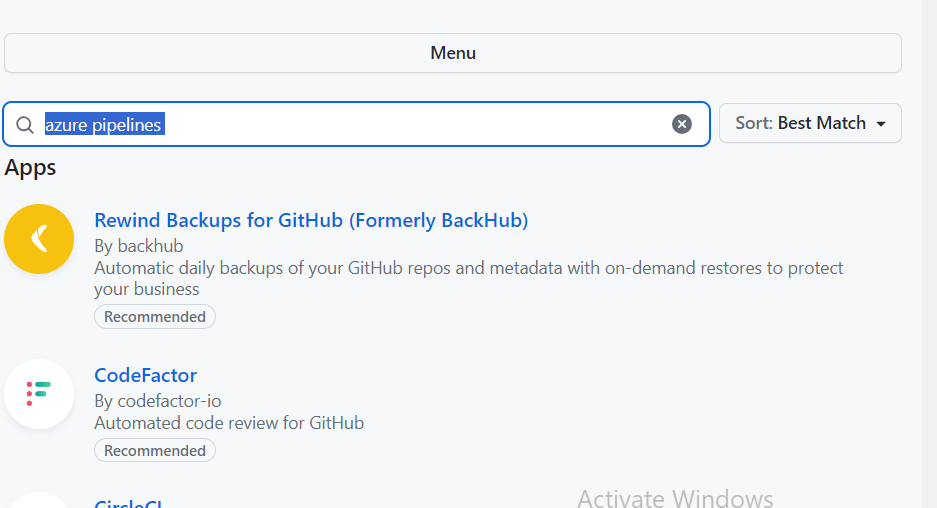 Menu
azure pipelines
Sort: Best Match
Apps
Rewind Backups for GitHub (Formerly BackHub)
By backhub
Automatic daily backups of your GitHub repos and metadata with on-demand restores to protect
your business
Recommended
CodeFactor
By codefactor-io
Automated code review for GitHub
Recommended
CircleCI
Activate Windows